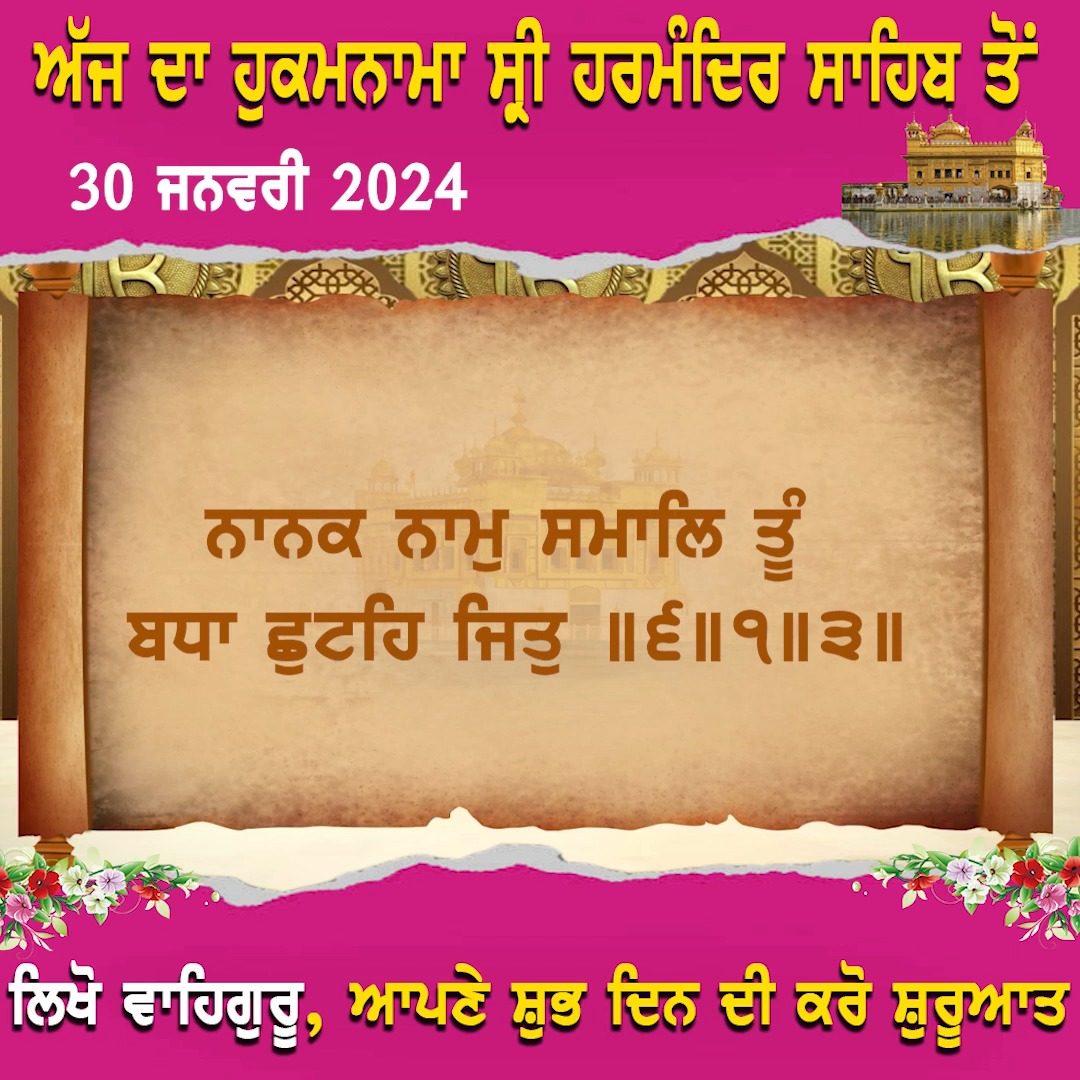 ਅੱਜ ਦਾ ਹੁਕਮਨਾਮਾ ਸ੍ਰੀ ਹਰਮੰਦਿਰ ਸਾਹਿਬ ਤੋਂ
30 ਜਨਵਰੀ 2024
ਨਾਨਕ ਨਾਮੁ ਸਮਾਲਿ ਤੂੰ
ਬਧਾ ਛੁਟਹਿ ਜਿਤੁ ॥੬॥੧॥੩॥
ਲਿਖੋ ਵਾਹਿਗੁਰੂ, ਆਪਣੇ ਸ਼ੁਭ ਦਿਨ ਦੀ ਕਰੋ ਸ਼ੁਰੂਆਤ